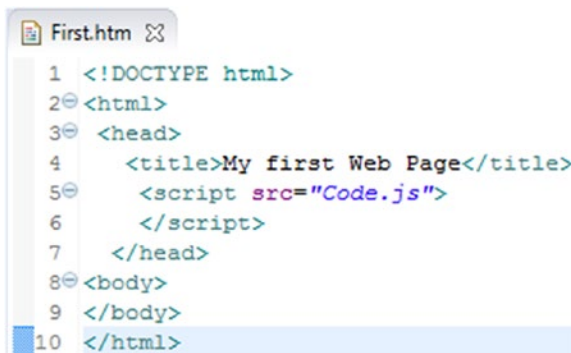 First.htm
1 <!DOCTYPE html>
2 <html>
3 <head>
4 <title>My first Web Page</title>
5 <script src="Code.js">
6 </script>
7 </head>
8 <body>
9 </body>
10 </html>